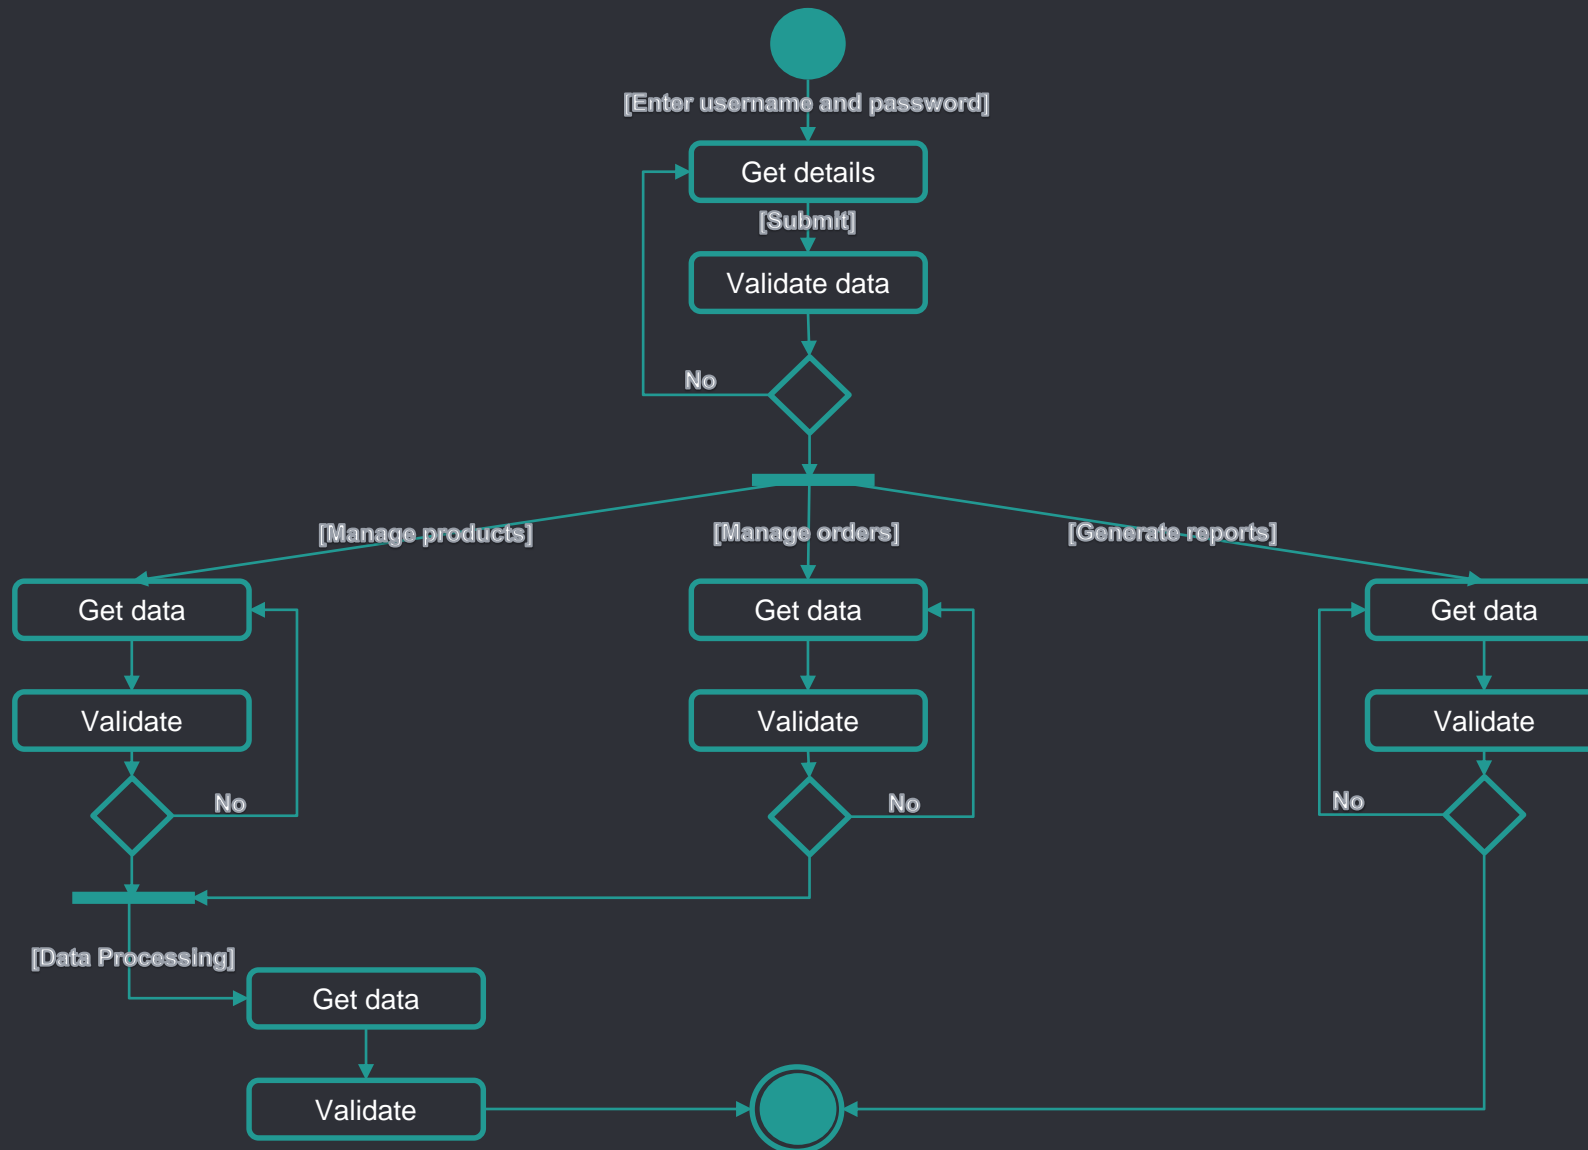 [Enter username and password]
Get details
[Submit]
Validate data
No
[Manage products]
[Manage orders]
[Generate reports]
Get data
Get data
Get data
Validate
Validate
Validate
No
No
No
[Data Processing]
Get data
Validate